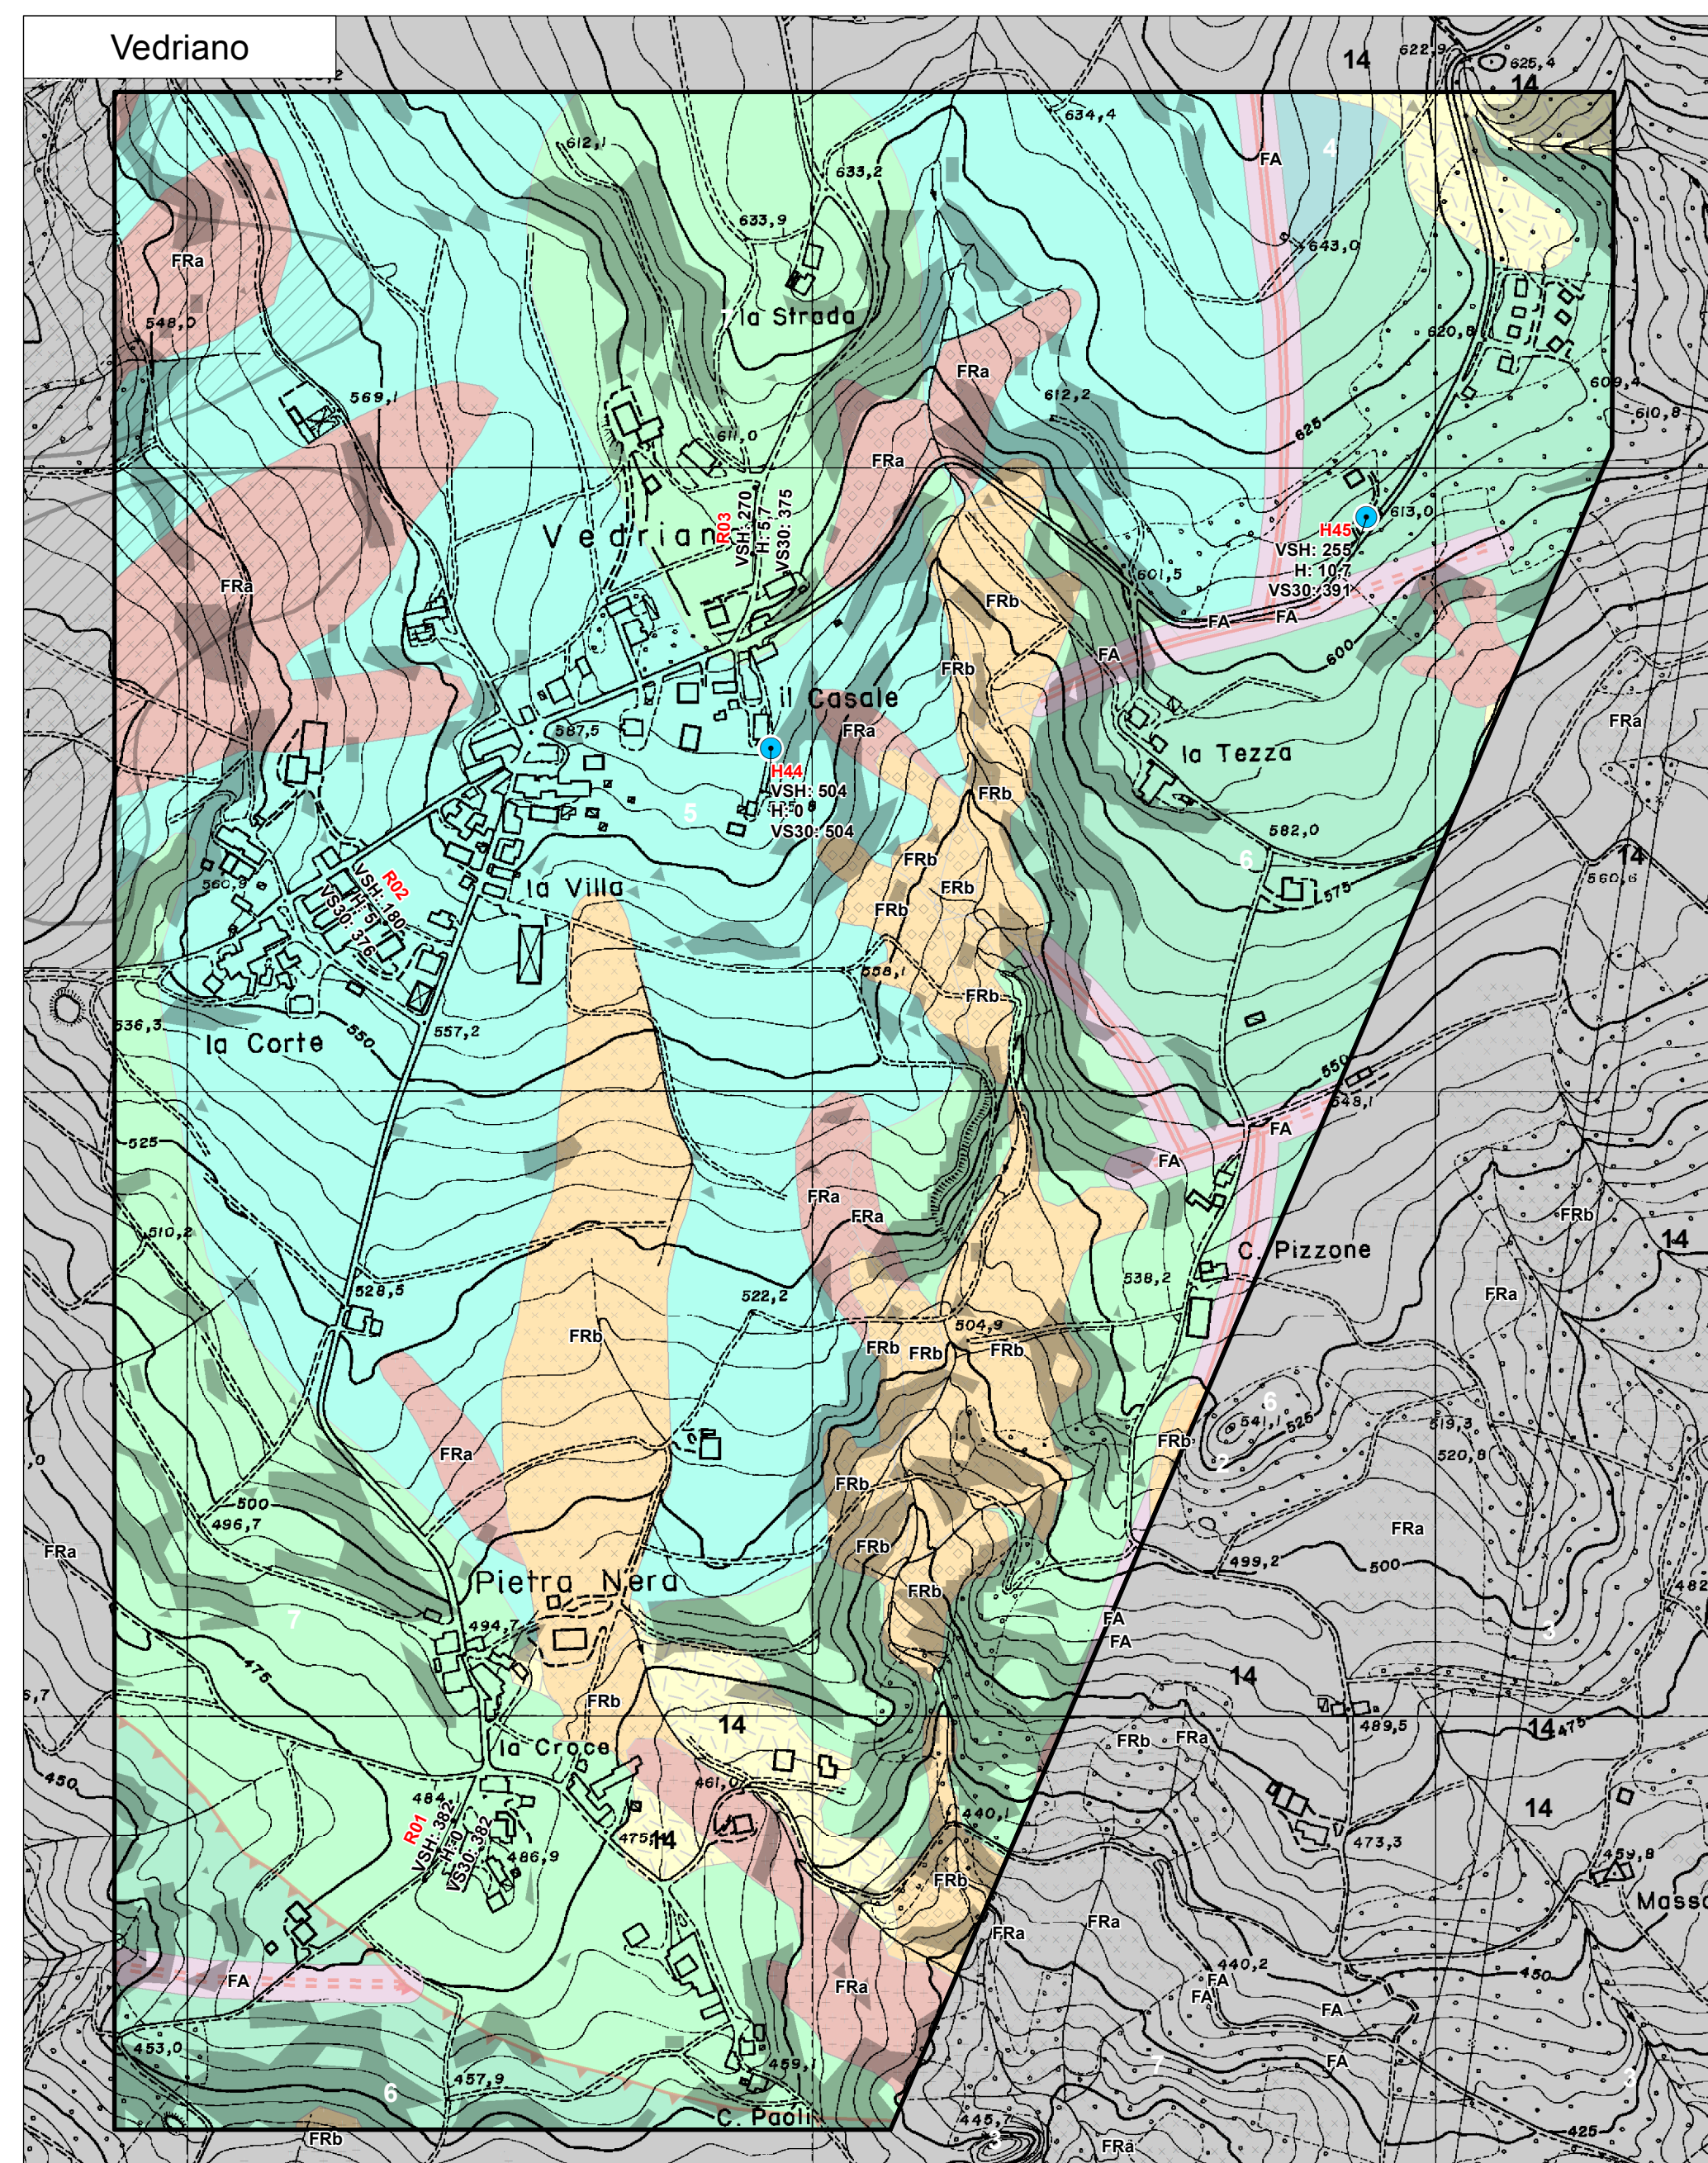 Vedriano
14
622,9
625,4
14
634,4
FA
4
612,1
633,2
633,9
643,0
FRa
548,0
la Strada
620,8
FRa
569,1
612,2
609,4
610,8
625
611,0
FRa
R03
VSH: 270
H: 5,7
VS30: 375
Vedrian
H45
VSH: 255
H: 10,7
VS30: 391
613,0
601,5
FRa
FRb
FA
FA
FA
600
FRb
il Casale
FRa
587,5
la Tezza
FRa
H44
VSH: 504
H: 0
VS30: 504
5
FRb
582,0
6
14
560,6
FRb
FRb
575
la Villa
560,9
R02
VSH: 180
H: 5
VS30: 376
FRb
558,1
FRb
536,3
la Corte
550
557,2
550
548,1
525
FA
FA
FRa
FRa
FRb
14
510,2
C. Pizzone
538,2
528,5
522,2
504,9
FRa
FRb
FRb
FRb
FRb
6
541,1
525
519,3
520,8
FRb
2
FRa
500
496,7
FRb
FRa
FRa
FRb
499,2
500
Pietra Nera
FRb
482
7
494,7
FA
FA
3
475
14
FRb
14
FRb
FRa
489,5
14
475
la Croce
450
461,0
484
R01
VSH: 382
H: 0
VS30: 382
440,1
14
475
14
486,9
473,3
459,8
FRb
Massa
FRa
FRa
FA
FRa
440,2
FA
FA
FA
450
453,0
FA
7
459,1
457,9
6
3
C. Paoli
445,7
3
425
FRb
FRa